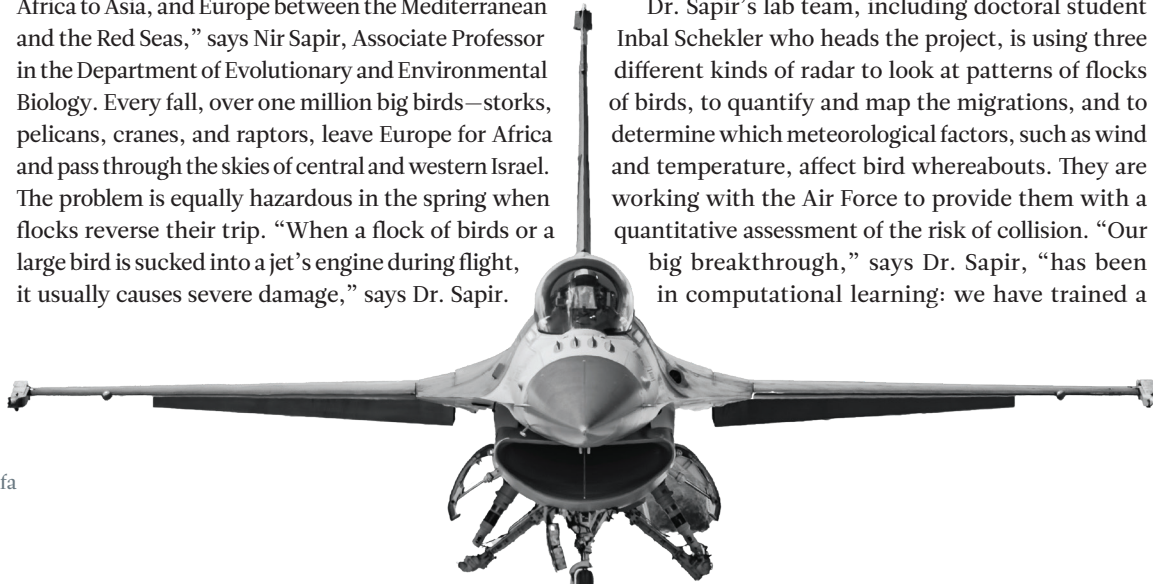 Africa to Asia, and Europe between the Mediterranean
and the Red Seas,” says Nir Sapir, Associate Professor
in the Department of Evolutionary and Environmental
Biology. Every fall, over one million big birds—storks,
pelicans, cranes, and raptors, leave Europe for Africa
and pass through the skies of central and western Israel.
The problem is equally hazardous in the spring when
flocks reverse their trip. “When a flock of birds or a
large bird is sucked into a jet’s engine during flight,
it usually causes severe damage,” says Dr. Sapir.
Dr. Sapir’s lab team, including doctoral student
Inbal Schekler who heads the project, is using three
different kinds of radar to look at patterns of flocks
of birds, to quantify and map the migrations, and to
determine which meteorological factors, such as wind
and temperature, affect bird whereabouts. They are
working with the Air Force to provide them with a
quantitative assessment of the risk of collision. “Our
big breakthrough,” says Dr. Sapir, “has been
in computational learning: we have trained a
fa